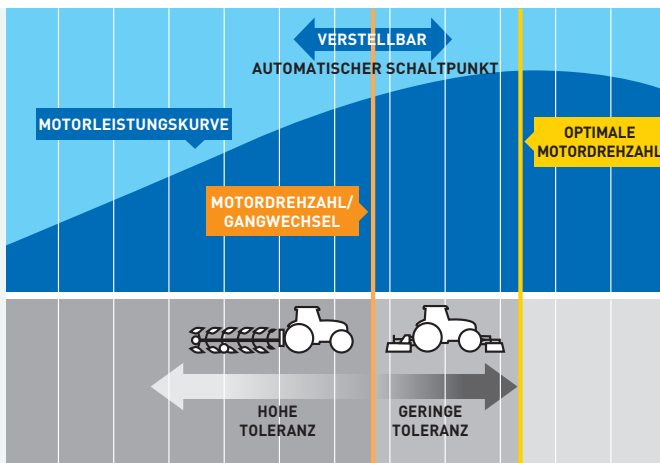 VERSTELLBAR
AUTOMATISCHER SCHALTPUNKT
MOTORLEISTUNGSKURVE
OPTIMALE
MOTORDREHZAHL
MOTORDREHZAHL/
GANGWECHSEL
HOHE
TOLERANZ
GERINGE
TOLERANZ